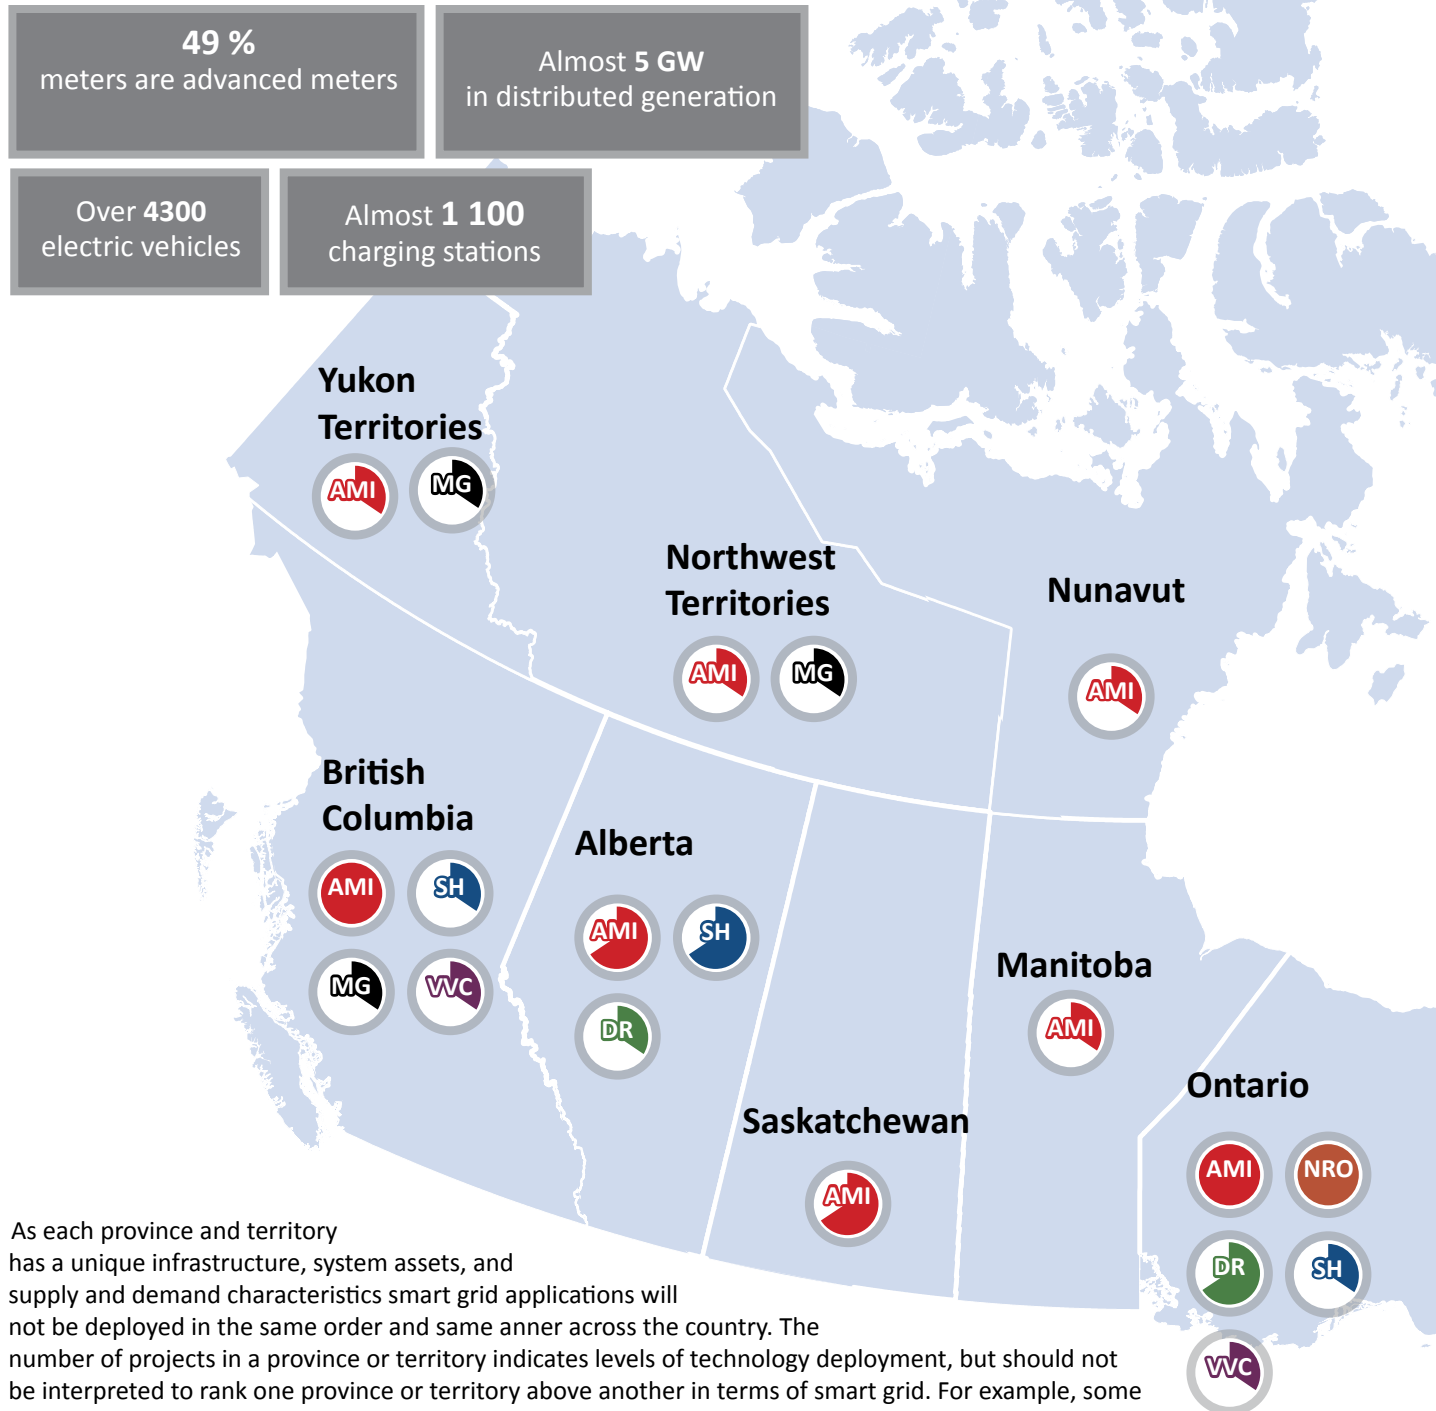 49 %
meters are advanced meters
Almost 5 GW
in distributed generation
Over 4300
electric vehicles
Almost 1 100
charging stations
Yukon
Territories
AMI
MG
Northwest
Territories
AMI
MG
Nunavut
AMI
British
Columbia
AMI
SH
MG
VVC
Alberta
AMI
SH
DR
Saskatchewan
AMI
Manitoba
AMI
Ontario
AMI
NRO
DR
SH
VVC
As each province and territory
has a unique infrastructure, system assets, and
supply and demand characteristics smart grid applications will
not be deployed in the same order and same anner across the country. The
number of projects in a province or territory indicates levels of technology deployment, but should not
be interpreted to rank one province or territory above another in terms of smart grid. For example, some